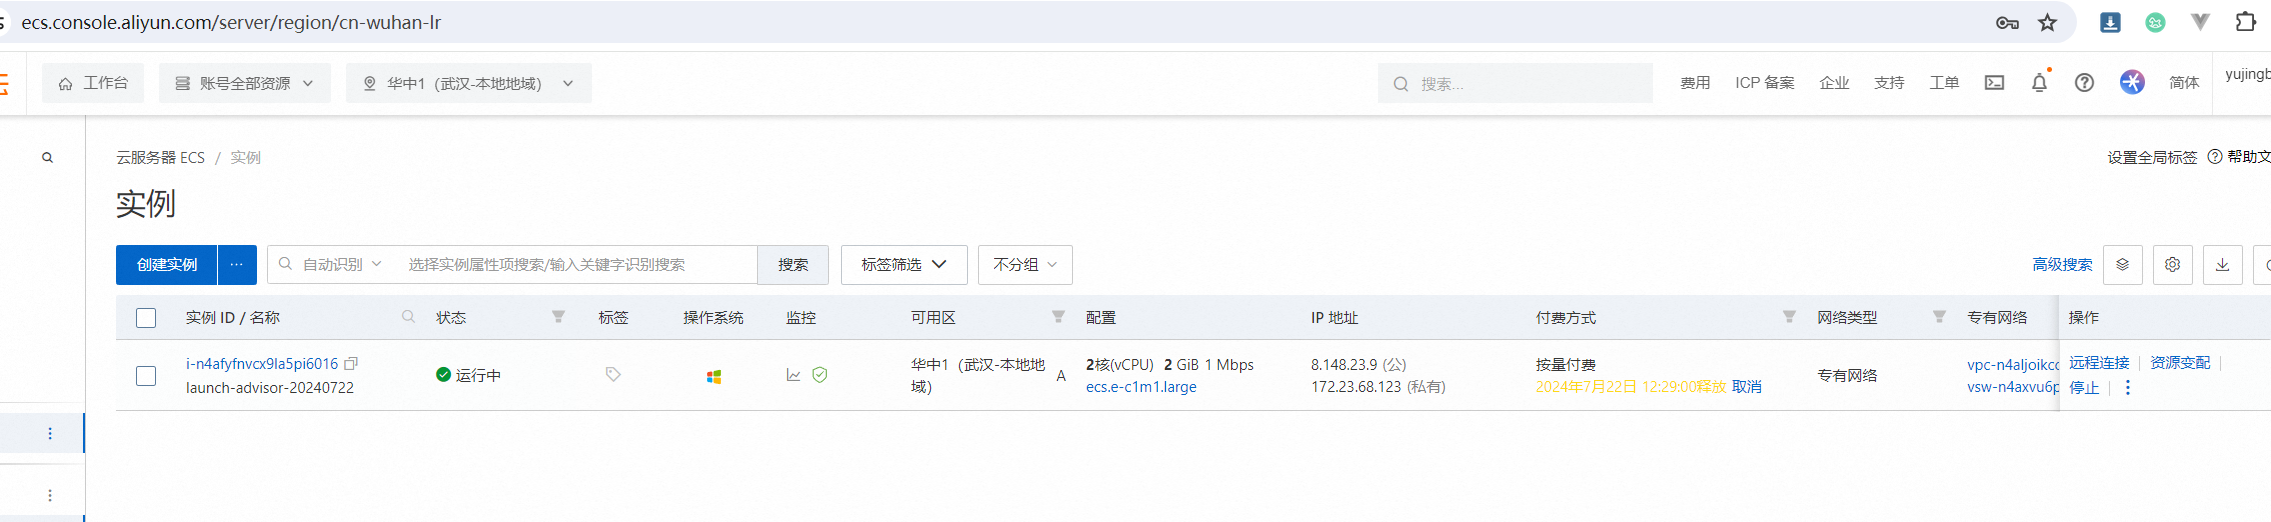 ecs.console.aliyun.com/server/region/cn-wuhan-lr
工作台 账号全部资源 华中1（武汉-本地地域） 搜索... 费用 ICP 备案 企业 支持 工单 简体 yujingb
云服务器 ECS / 实例 设置全局标签 帮助文
实例
创建实例 ... 自动识别 选择实例属性项搜索/输入关键字识别搜索 搜索 标签筛选 不分组 高级搜索
实例 ID / 名称 状态 标签 操作系统 监控 可用区 配置 IP 地址 付费方式 网络类型 专有网络 操作
i-n4afyfnvcx9la5pi6016 华中1（武汉-本地地 2核(vCPU) 2 GiB 1 Mbps 8.148.23.9 (公) 按量付费 vpc-n4aljoikcc 远程连接 资源变配
运行中 A 专有网络
launch-advisor-20240722 域） ecs.e-c1m1.large 172.23.68.123 (私有) 2024年7月22日 12:29:00释放 取消 vsw-n4axvu6p 停止